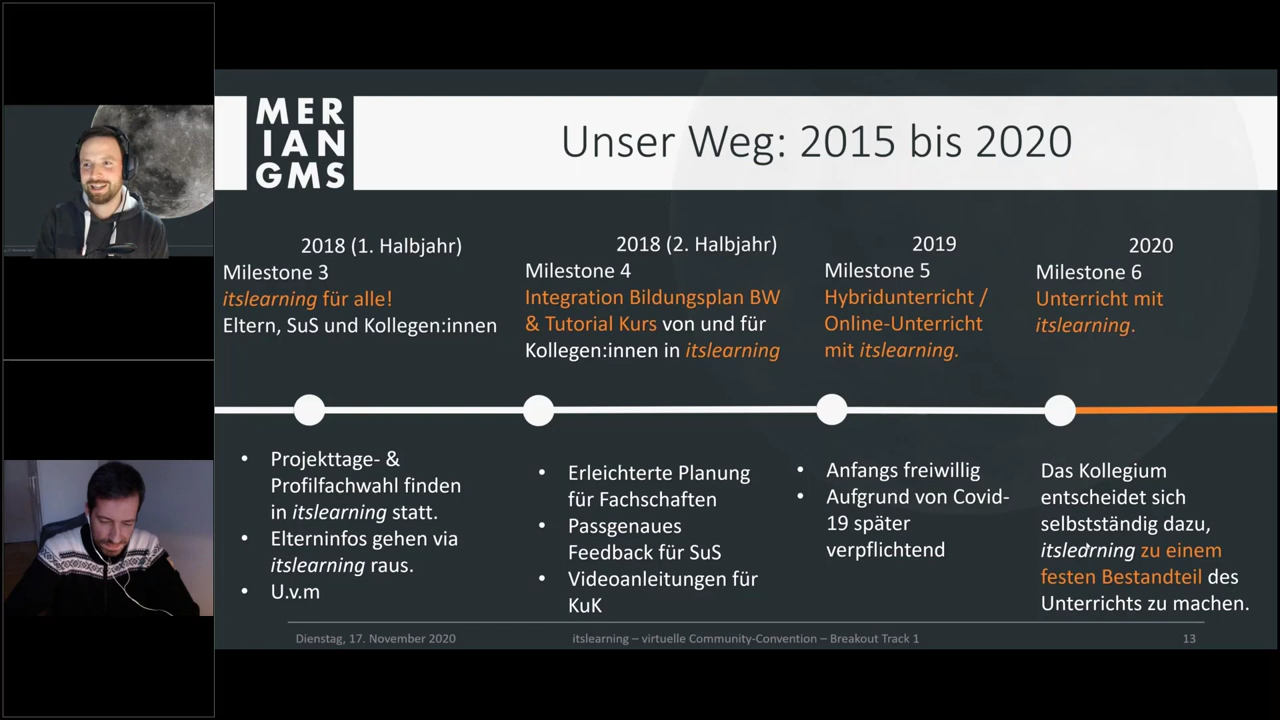 MER
IAN
GMS
Unser Weg: 2015 bis 2020
2018 (1. Halbjahr)
Milestone 3
itslearning für alle!
Eltern, SuS und Kollegen:innen
2018 (2. Halbjahr)
Milestone 4
Integration Bildungsplan BW
& Tutorial Kurs von und für
Kollegen:innen in itslearning
2019
Milestone 5
Hybridunterricht /
Online-Unterricht
mit itslearning.
2020
Milestone 6
Unterricht mit
itslearning.
• Projekttage- &
Profilfachwahl finden
in itslearning statt.
• Elterninfos gehen via
itslearning raus.
• U.v.m
• Erleichterte Planung
für Fachschaften
• Passgenaues
Feedback für SuS
• Videoanleitungen für
KuK
• Anfangs freiwillig
• Aufgrund von Covid-
19 später
verpflichtend
Das Kollegium
entscheidet sich
selbstständig dazu,
itslearning zu einem
festen Bestandteil des
Unterrichts zu machen.
Dienstag, 17. November 2020
itslearning – virtuelle Community-Convention – Breakout Track 1
13